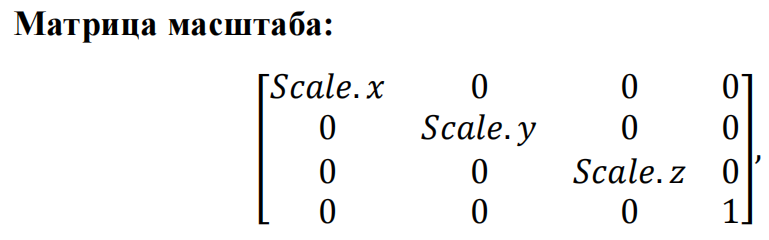 Матрица масштаба:
[Scale.x 0 0 0
0 Scale.y 0 0
0 0 Scale.z 0
0 0 0 1],